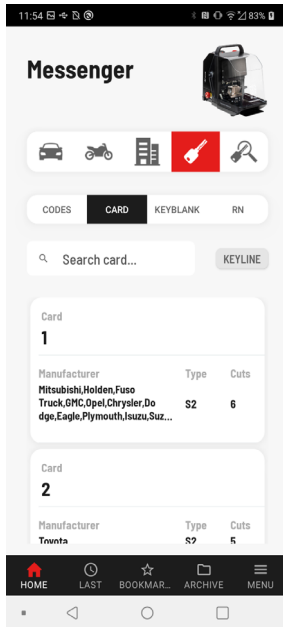 11:54
83%
Messenger
CODES CARD KEYBLANK RN
Search card...
KEYLINE
Card
1
Manufacturer Type Cuts
Mitsubishi,Holden,Fuso
Truck,GMC,Opel,Chrysler,Do
dge,Eagle,Plymouth,Isuzu,Suz...
S2 6
Card
2
Manufacturer Type Cuts
Toyota S2 5
HOME LAST BOOKMAR... ARCHIVE MENU